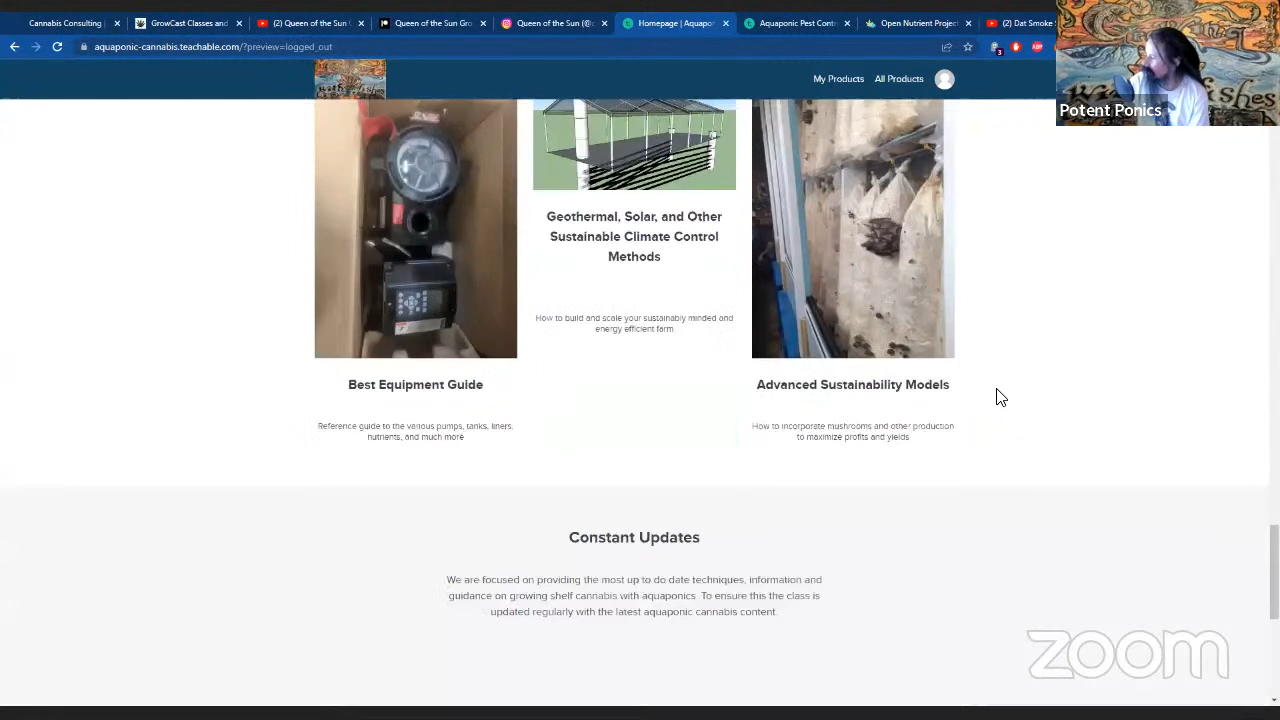 Cannabis Consulting |
GrowCast Classes and
(2) Queen of the Sun
Queen of the Sun Gro
Queen of the Sun (@
Homepage | Aquapo
Aquaponic Pest Contr
Open Nutrient Project
(2) Dat Smoke
aquaponic-cannabis.teachable.com/?preview=logged_out
3
ABP
My Products
All Products
Potent Ponics
Geothermal, Solar, and Other
Sustainable Climate Control
Methods
How to build and scale your sustainably minded and
energy efficient farm
Best Equipment Guide
Reference guide to the various pumps, tanks, liners,
nutrients, and much more
Advanced Sustainability Models
How to incorporate mushrooms and other production
to maximize profits and yields
Constant Updates
We are focused on providing the most up to do date techniques, information and
guidance on growing shelf cannabis with aquaponics. To ensure this the class is
updated regularly with the latest aquaponic cannabis content.
zoom